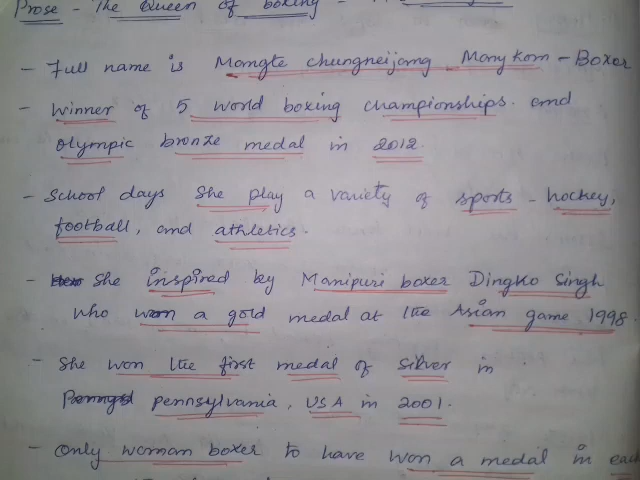 Prose - The Queen of boxing -
- Full name is Mangte chungneijang Marykom - Boxer
- winner of 5 world boxing championships and
olympic bronze medal in 2012.
- School days she play a variety of sports - hockey,
football, and athletics.
- She inspired by Manipuri boxer Dingko Singh
who won a gold medal at the Asian game 1998.
- She won the first medal of silver in
pennsylvania, USA in 2001.
- Only woman boxer to have won a medal in each